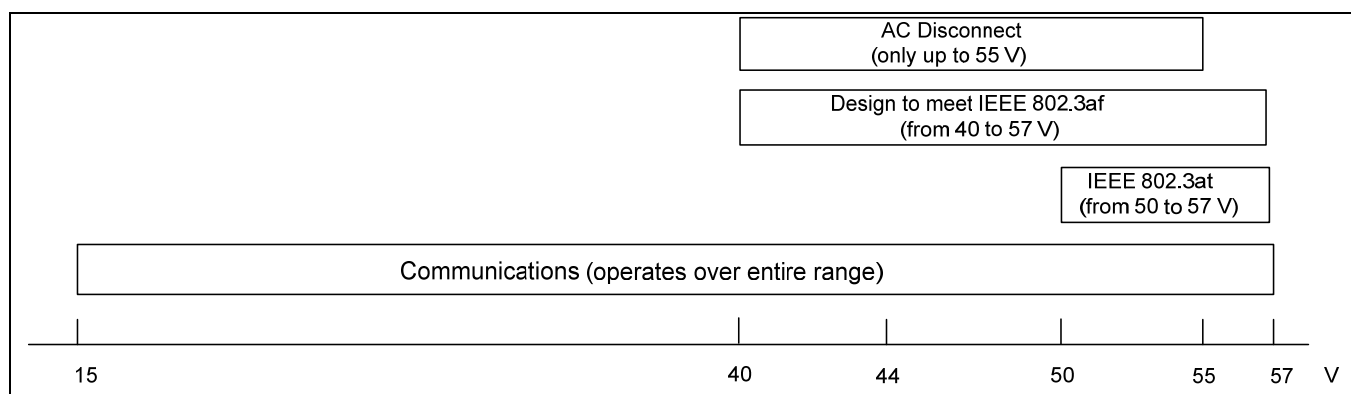 AC Disconnect
(only up to 55 V)
Design to meet IEEE 802.3af
(from 40 to 57 V)
IEEE 802.3at
(from 50 to 57 V)
Communications (operates over entire range)
15 40 44 50 55 57 V